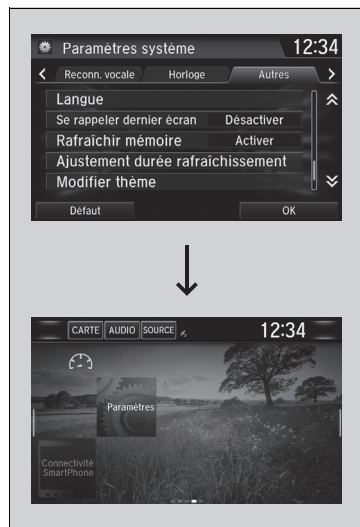 Paramètres système 12:34
Reconn. vocale Horloge Autres
Langue
Se rappeler dernier écran Désactiver
Rafraîchir mémoire Activer
Ajustement durée rafraîchissement
Modifier thème
Défaut OK
CARTE AUDIO SOURCE 12:34
Paramètres
Connectivité
SmartPhone